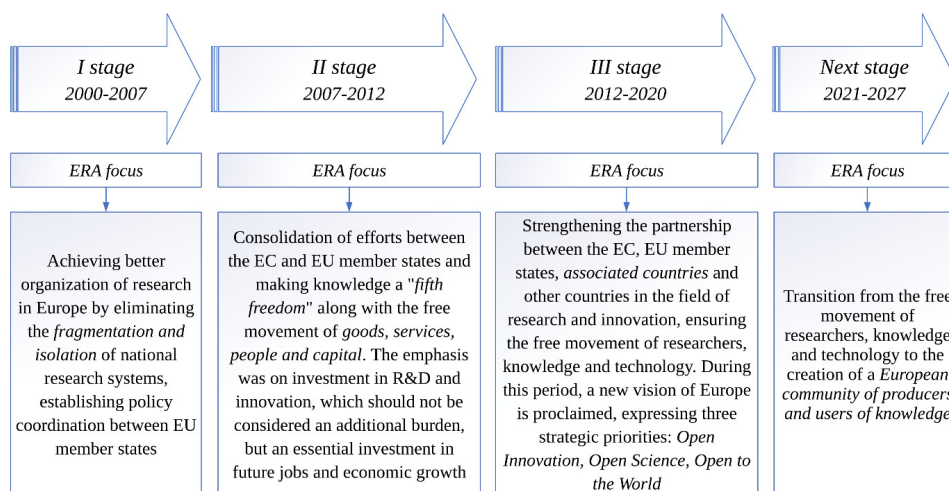 I stage
2000-2007
II stage
2007-2012
III stage
2012-2020
Next stage
2021-2027
ERA focus
ERA focus
ERA focus
ERA focus
Achieving better
organization of research
in Europe by eliminating
the fragmentation and
isolation of national
research systems,
establishing policy
coordination between EU
member states
Consolidation of efforts between
the EC and EU member states and
making knowledge a "fifth
freedom" along with the free
movement of goods, services,
people and capital. The emphasis
was on investment in R&D and
innovation, which should not be
considered an additional burden,
but an essential investment in
future jobs and economic growth
Strengthening the partnership
between the EC, EU member
states, associated countries and
other countries in the field of
research and innovation, ensuring
the free movement of researchers,
knowledge and technology. During
this period, a new vision of Europe
is proclaimed, expressing three
strategic priorities: Open
Innovation, Open Science, Open to
the World
Transition from the free
movement of
researchers, knowledge
and technology to the
creation of a European
community of producers
and users of knowledge